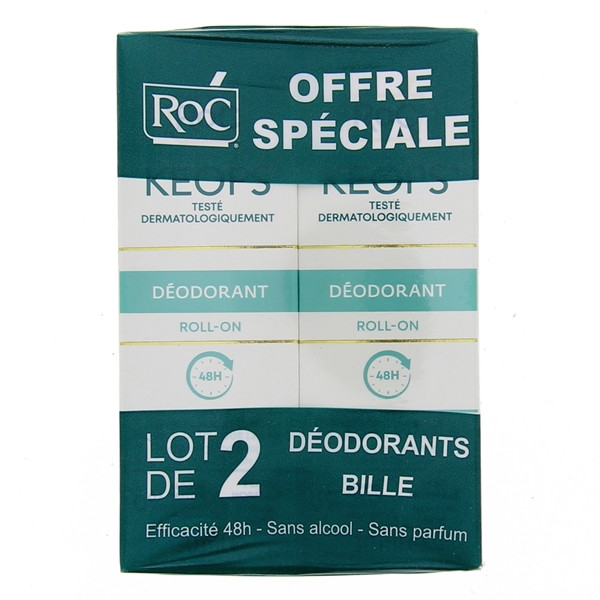 RoC®
OFFRE
SPÉCIALE
KEOPS KEOPS
TESTÉ TESTÉ
DERMATOLOGIQUEMENT DERMATOLOGIQUEMENT
DÉODORANT DÉODORANT
ROLL-ON ROLL-ON
48H 48H
LOT
DE 2
DÉODORANTS
BILLE
Efficacité 48h - Sans alcool - Sans parfum